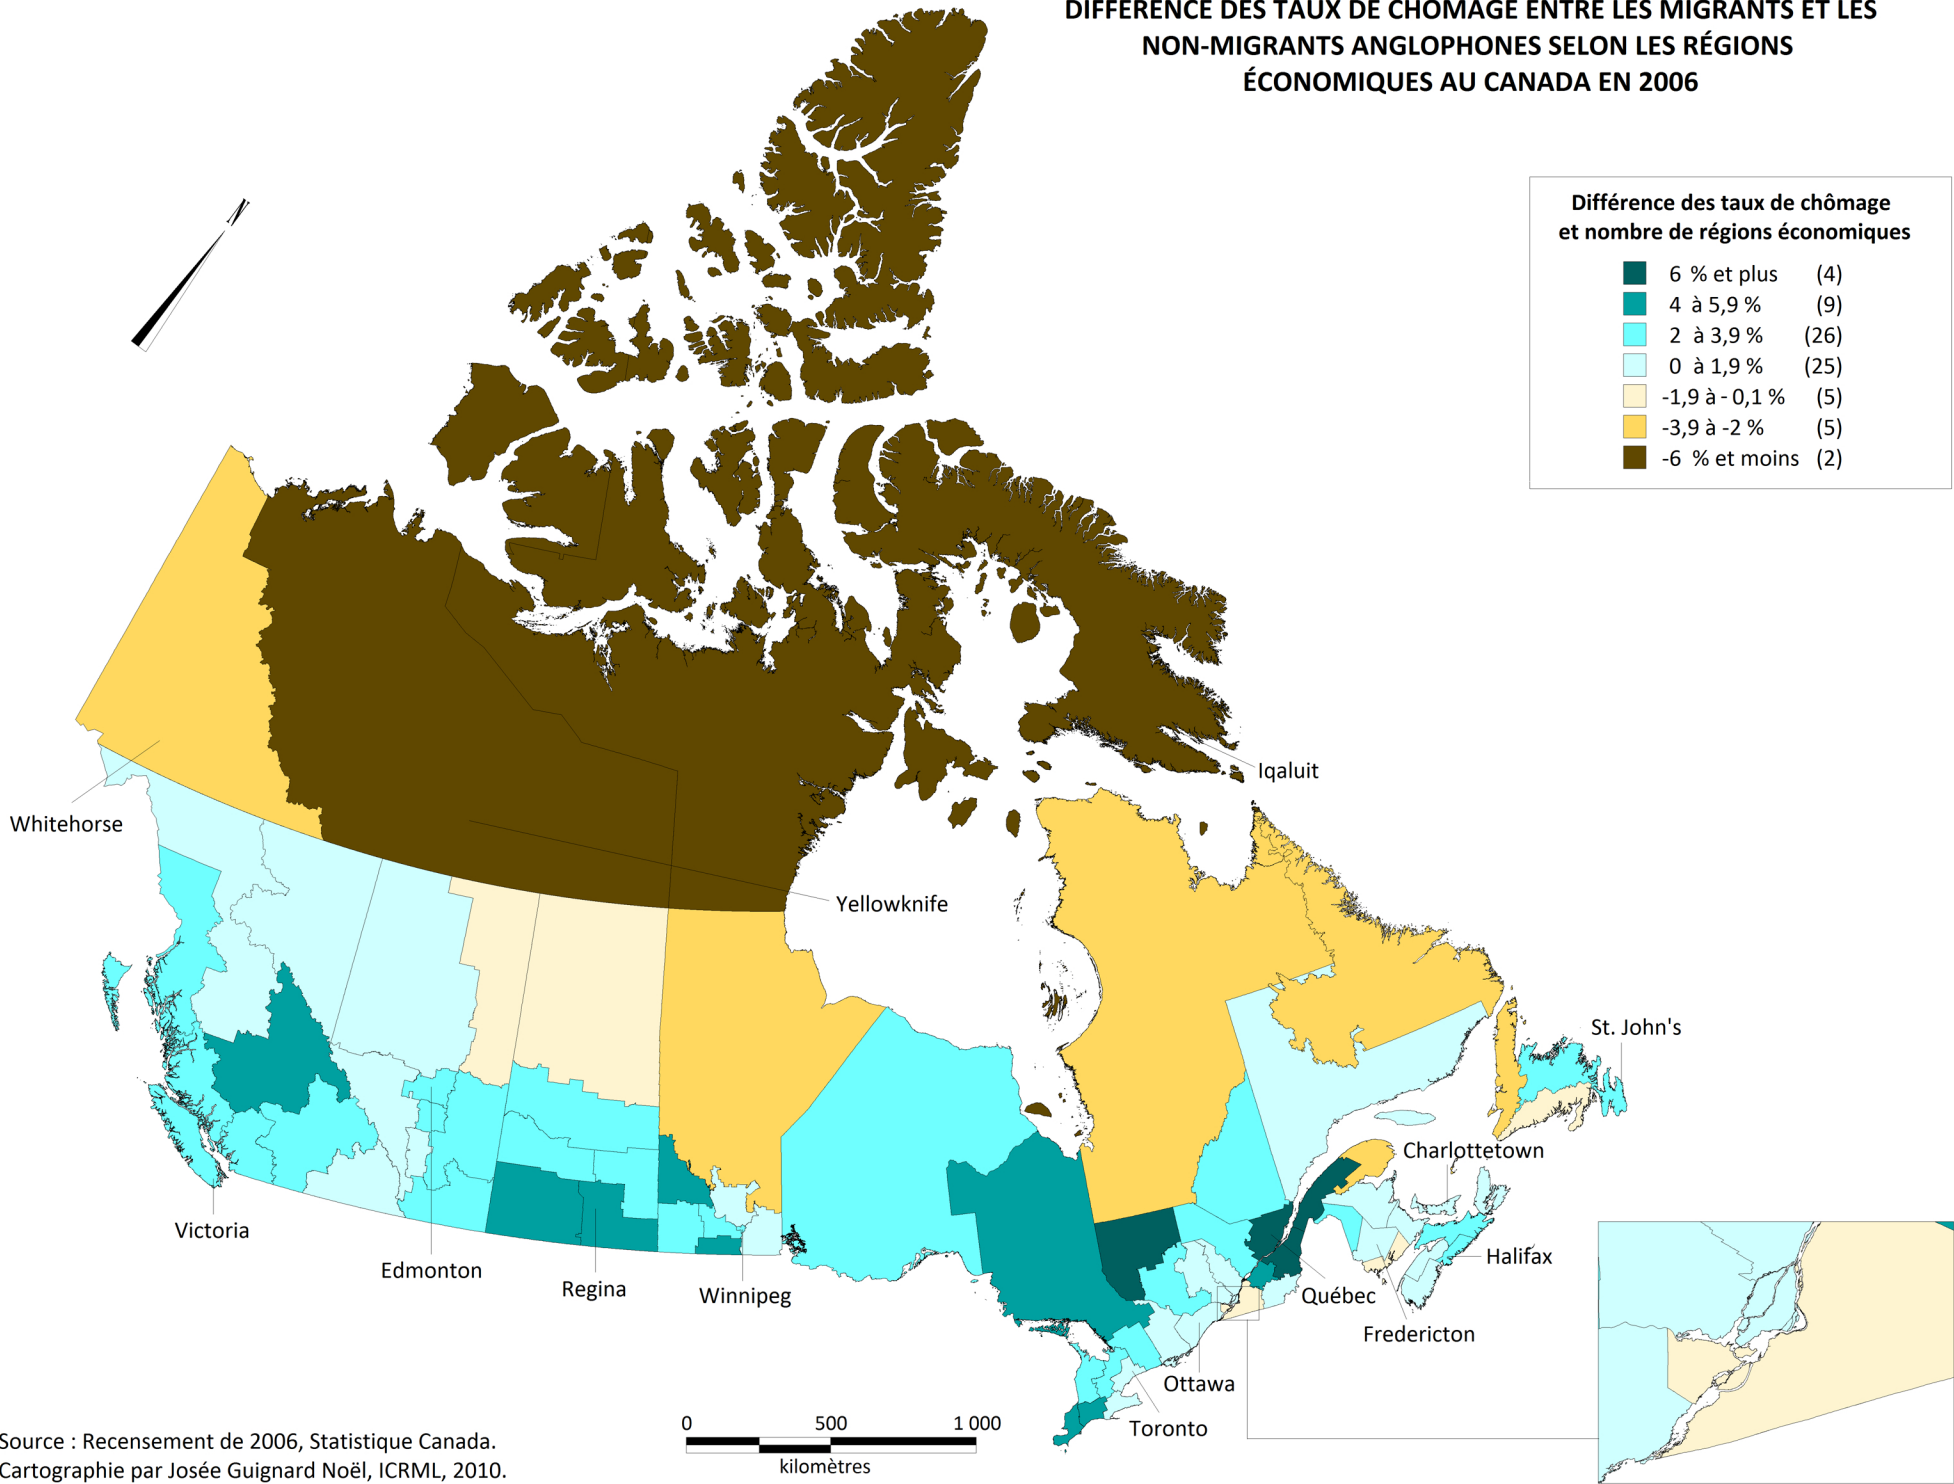 DIFFÉRENCE DES TAUX DE CHÔMAGE ENTRE LES MIGRANTS ET LES
NON-MIGRANTS ANGLOPHONES SELON LES RÉGIONS
ÉCONOMIQUES AU CANADA EN 2006
Différence des taux de chômage
et nombre de régions économiques
6 % et plus (4)
4 à 5,9 % (9)
2 à 3,9 % (26)
0 à 1,9 % (25)
-1,9 à - 0,1 % (5)
-3,9 à -2 % (5)
-6 % et moins (2)
Iqaluit
Whitehorse
Yellowknife
St. John's
Charlottetown
Victoria
Halifax
Edmonton
Regina
Winnipeg
Québec
Fredericton
Ottawa
Toronto
0 500 1 000
kilomètres
Source : Recensement de 2006, Statistique Canada.
Cartographie par Josée Guignard Noël, ICRML, 2010.